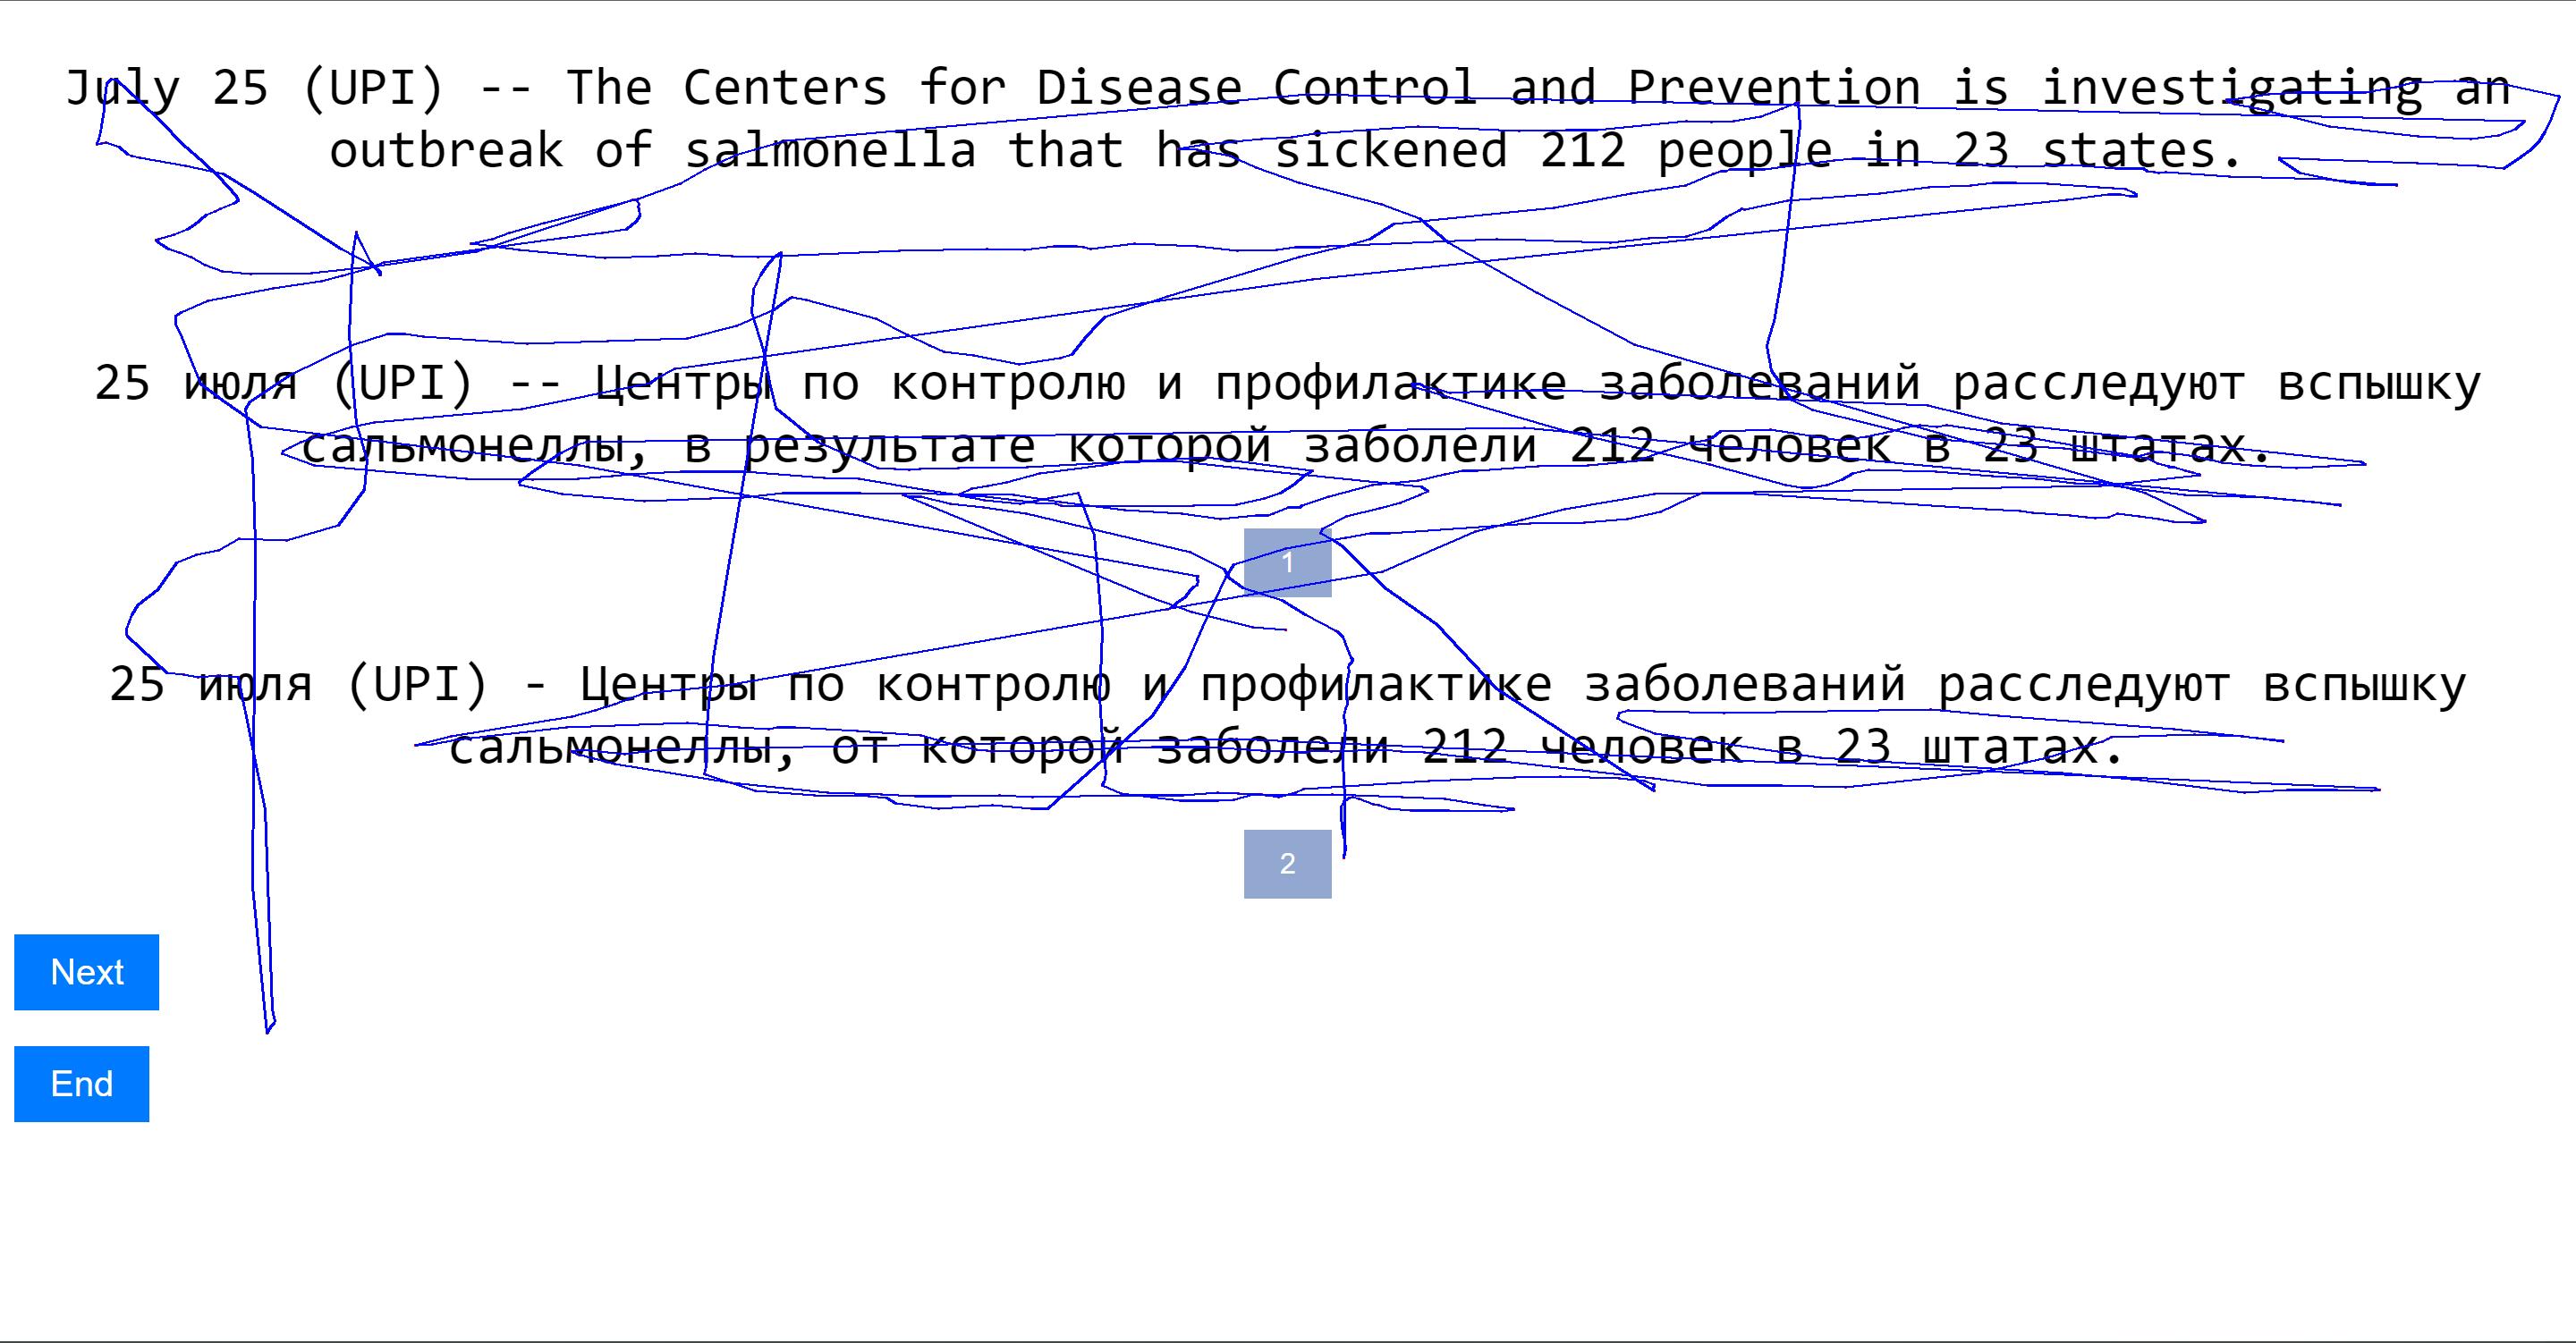 July 25 (UPI) -- The Centers for Disease Control and Prevention is investigating an
outbreak of salmonella that has sickened 212 people in 23 states.
25 июля (UPI) -- Центры по контролю и профилактике заболеваний расследуют вспышку
сальмонеллы, в результате которой заболели 212 человек в 23 штатах.
1
25 июля (UPI) - Центры по контролю и профилактике заболеваний расследуют вспышку
сальмонеллы, от которой заболели 212 человек в 23 штатах.
2
Next
End